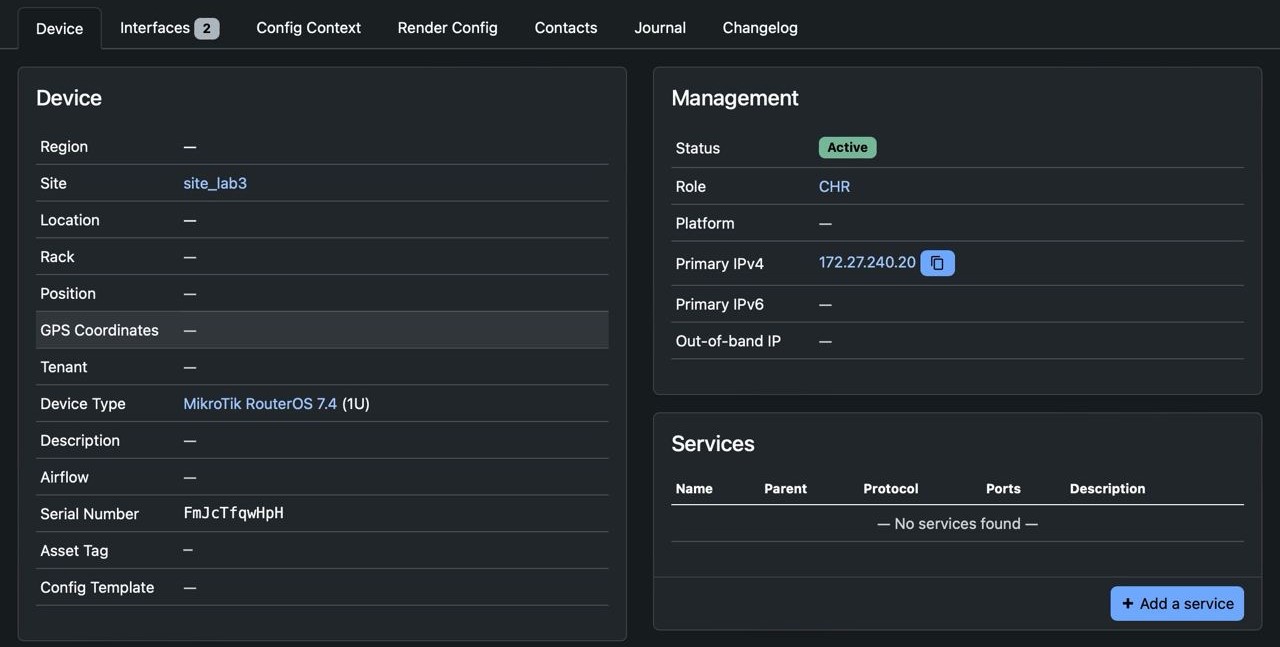 Device Interfaces 2 Config Context Render Config Contacts Journal Changelog
Device
Region —
Site site_lab3
Location —
Rack —
Position —
GPS Coordinates —
Tenant —
Device Type MikroTik RouterOS 7.4 (1U)
Description —
Airflow —
Serial Number FmJcTfqwHpH
Asset Tag —
Config Template —
Management
Status Active
Role CHR
Platform —
Primary IPv4 172.27.240.20
Primary IPv6 —
Out-of-band IP —
Services
Name Parent Protocol Ports Description
— No services found —
+ Add a service